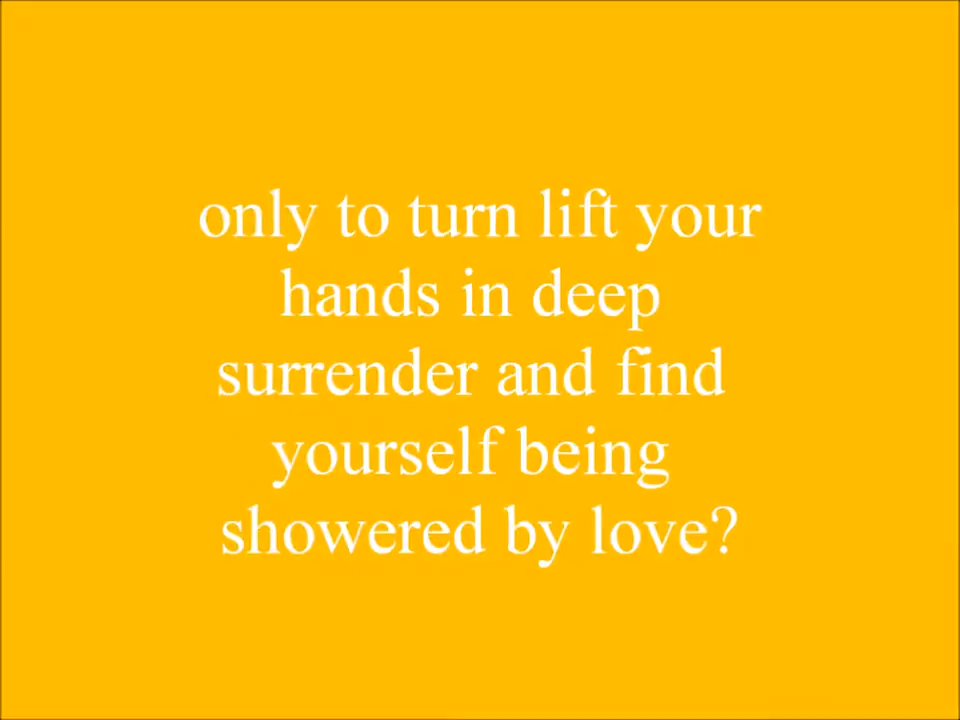 only to turn lift your
hands in deep
surrender and find
yourself being
showered by love?